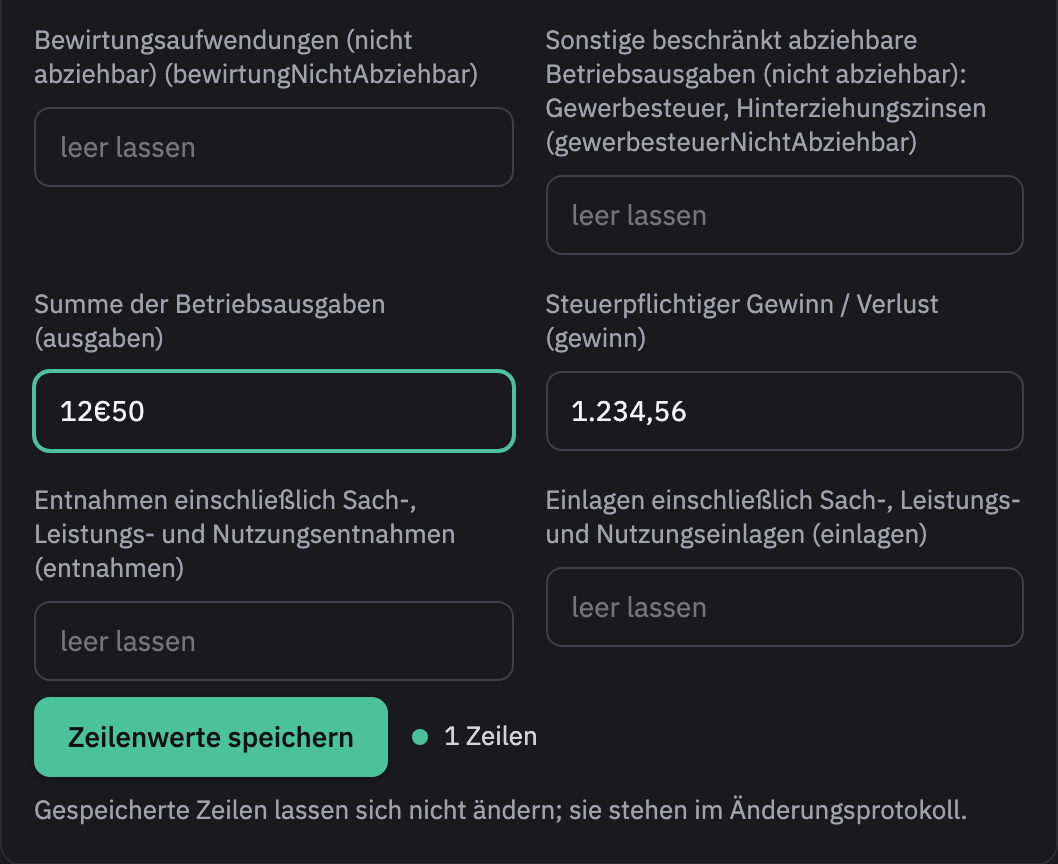 Bewirtungsaufwendungen (nicht
abziehbar) (bewirtungNichtAbziehbar)
leer lassen
Sonstige beschränkt abziehbare
Betriebsausgaben (nicht abziehbar):
Gewerbesteuer, Hinterziehungszinsen
(gewerbesteuerNichtAbziehbar)
leer lassen
Summe der Betriebsausgaben
(ausgaben)
12€50
Steuerpflichtiger Gewinn / Verlust
(gewinn)
1.234,56
Entnahmen einschließlich Sach-,
Leistungs- und Nutzungsentnahmen
(entnahmen)
leer lassen
Einlagen einschließlich Sach-, Leistungs-
und Nutzungseinlagen (einlagen)
leer lassen
Zeilenwerte speichern
1 Zeilen
Gespeicherte Zeilen lassen sich nicht ändern; sie stehen im Änderungsprotokoll.